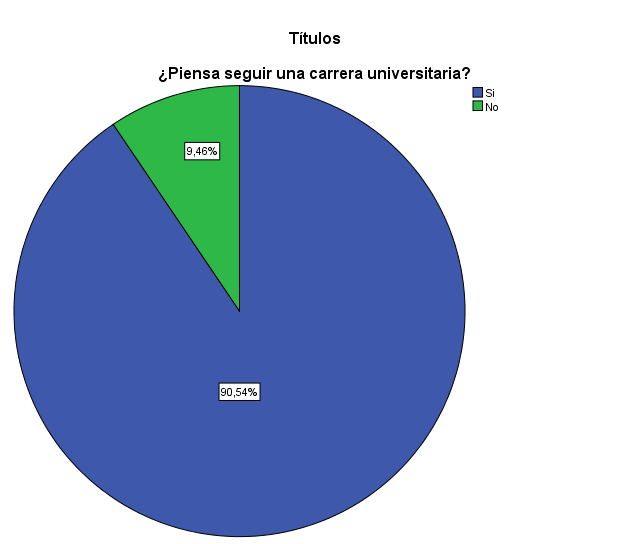 Títulos
¿Piensa seguir una carrera universitaria?
Si
No
9,46%
90,54%